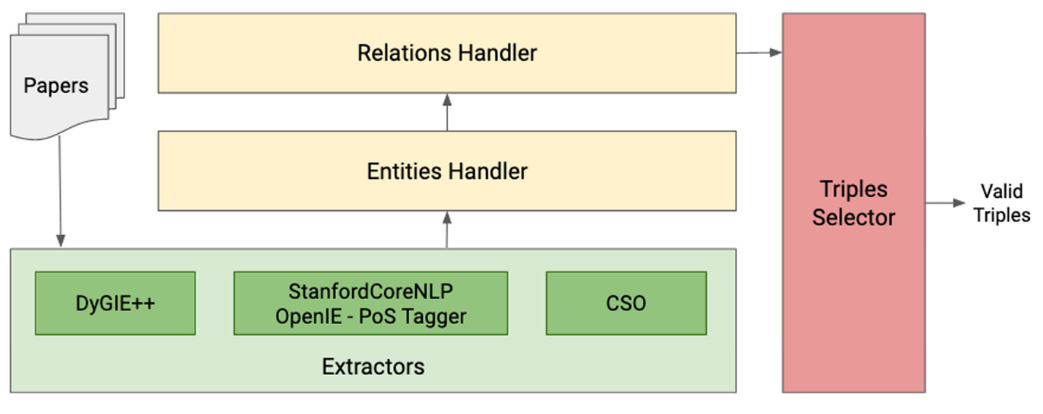 Papers
Relations Handler
Entities Handler
DyGIE++
StanfordCoreNLP
OpenIE - PoS Tagger
CSO
Extractors
Triples
Selector
Valid
Triples